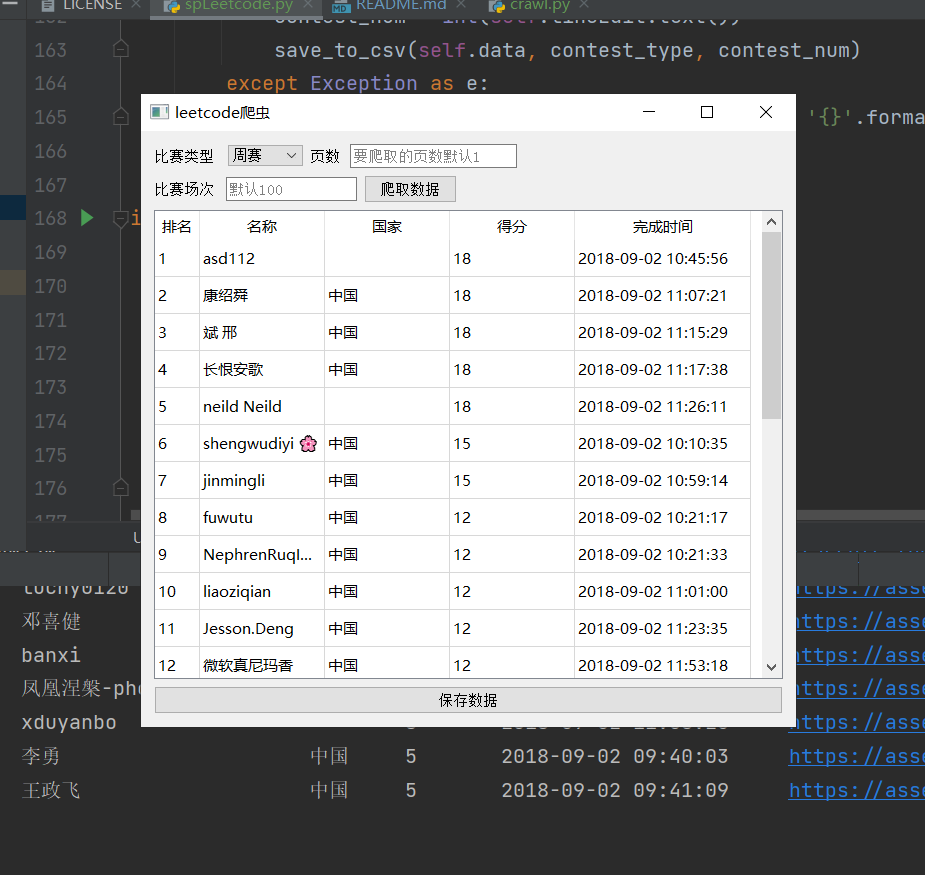 LICENSE spLeetcode.py README.md crawl.py
163 save_to_csv(self.data, contest_type, contest_num)
164 except Exception as e:
165 '{}'.forma
166
167
168 i
169
170
171
172
173
174
175
176
leetcode爬虫
比赛类型 周赛 页数 要爬取的页数默认1
比赛场次 默认100 爬取数据
排名 名称 国家 得分 完成时间
1 asd112 18 2018-09-02 10:45:56
2 康绍舜 中国 18 2018-09-02 11:07:21
3 斌 邢 中国 18 2018-09-02 11:15:29
4 长恨安歌 中国 18 2018-09-02 11:17:38
5 neild Neild 18 2018-09-02 11:26:11
6 shengwudiyi 🌸 中国 15 2018-09-02 10:10:35
7 jinmingli 中国 15 2018-09-02 10:59:14
8 fuwutu 中国 12 2018-09-02 10:21:17
9 NephrenRuqI... 中国 12 2018-09-02 10:21:33
10 liaoziqian 中国 12 2018-09-02 11:01:00
11 Jesson.Deng 中国 12 2018-09-02 11:23:35
12 微软真尼玛香 中国 12 2018-09-02 11:53:18
保存数据
https://asse
邓喜健 https://asse
banxi https://asse
凤凰涅槃-pho https://asse
xduyanbo https://asse
李勇 中国 5 2018-09-02 09:40:03 https://asse
王政飞 中国 5 2018-09-02 09:41:09 https://asse